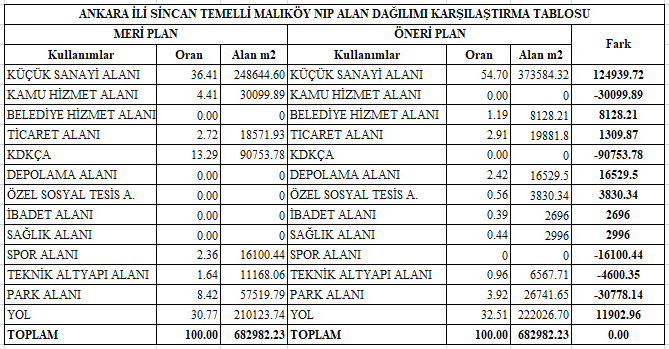 ANKARA İLİ SİNCAN TEMELLİ MALIKÖY NIP ALAN DAĞILIMI KARŞILAŞTIRMA TABLOSU
MERİ PLAN ÖNERİ PLAN Fark
Kullanımlar Oran Alan m2 Kullanımlar Oran Alan m2
KÜÇÜK SANAYİ ALANI 36.41 248644.60 KÜÇÜK SANAYİ ALANI 54.70 373584.32 124939.72
KAMU HİZMET ALANI 4.41 30099.89 KAMU HİZMET ALANI 0.00 0 -30099.89
BELEDİYE HİZMET ALANI 0.00 0 BELEDİYE HİZMET ALANI 1.19 8128.21 8128.21
TİCARET ALANI 2.72 18571.93 TICARET ALANI 2.91 19881.8 1309.87
KDKÇA 13.29 90753.78 KDKÇA 0.00 0 -90753.78
DEPOLAMA ALANI 0.00 0 DEPOLAMA ALANI 2.42 16529.5 16529.5
ÖZEL SOSYAL TESİS A. 0.00 0 ÖZEL SOSYAL TESİS A. 0.56 3830.34 3830.34
İBADET ALANI 0.00 0 İBADET ALANI 0.39 2696 2696
SAĞLIK ALANI 0.00 0 SAĞLIK ALANI 0.44 2996 2996
SPOR ALANI 2.36 16100.44 SPOR ALANI 0 0 -16100.44
TEKNİK ALTYAPI ALANI 1.64 11168.06 TEKNİK ALTYAPI ALANI 0.96 6567.71 -4600.35
PARK ALANI 8.42 57519.79 PARK ALANI 3.92 26741.65 -30778.14
YOL 30.77 210123.74 YOL 32.51 222026.70 11902.96
TOPLAM 100.00 682982.23 TOPLAM 100.00 682982.23 0.00